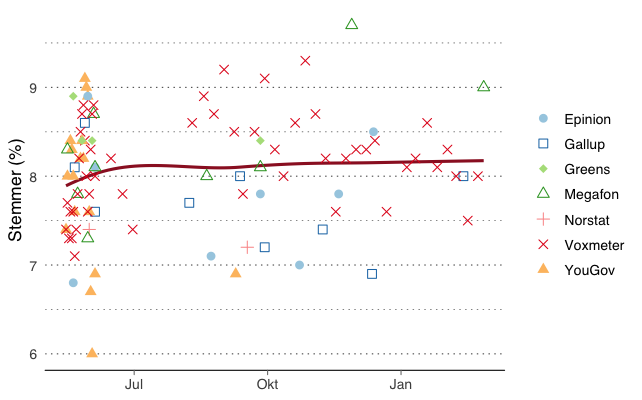 Stemmer (%)
9
8
7
6
Jul
Okt
Jan
Epinion
Gallup
Greens
Megafon
Norstat
Voxmeter
YouGov